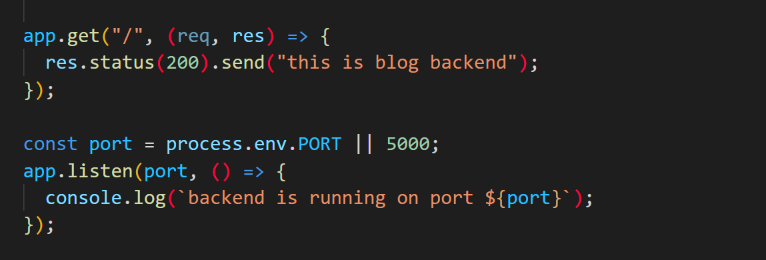 app.get("/", (req, res) => {
  res.status(200).send("this is blog backend");
});

const port = process.env.PORT || 5000;
app.listen(port, () => {
  console.log(`backend is running on port ${port}`);
});